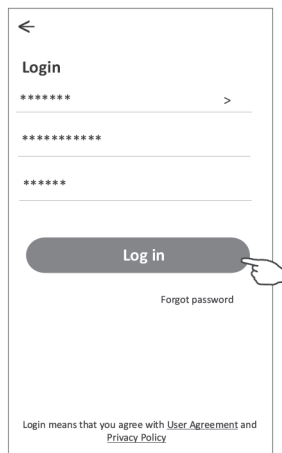 Login
******* >
***********
******
Log in
Forgot password
Login means that you agree with User Agreement and
Privacy Policy